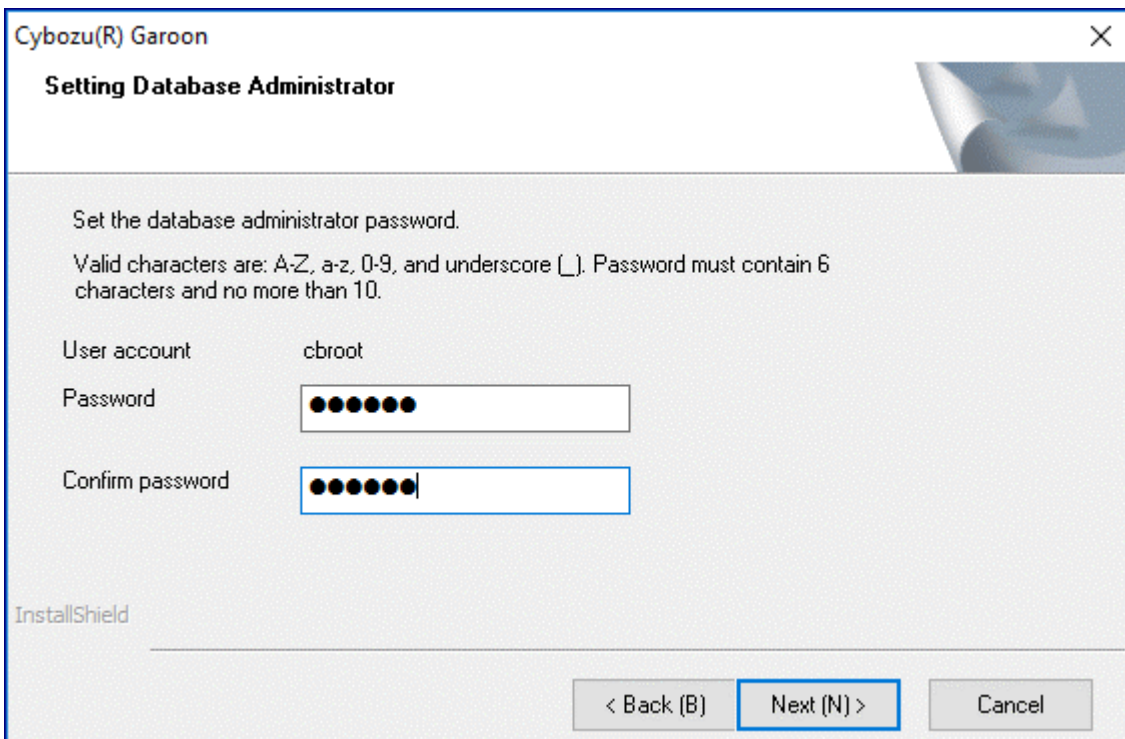 Cybozu(R) Garoon
Setting Database Administrator
Set the database administrator password.
Valid characters are: A-Z, a-z, 0-9, and underscore (_). Password must contain 6
characters and no more than 10.
User account cbroot
Password ●●●●●●
Confirm password ●●●●●●
InstallShield
< Back (B) Next (N) > Cancel